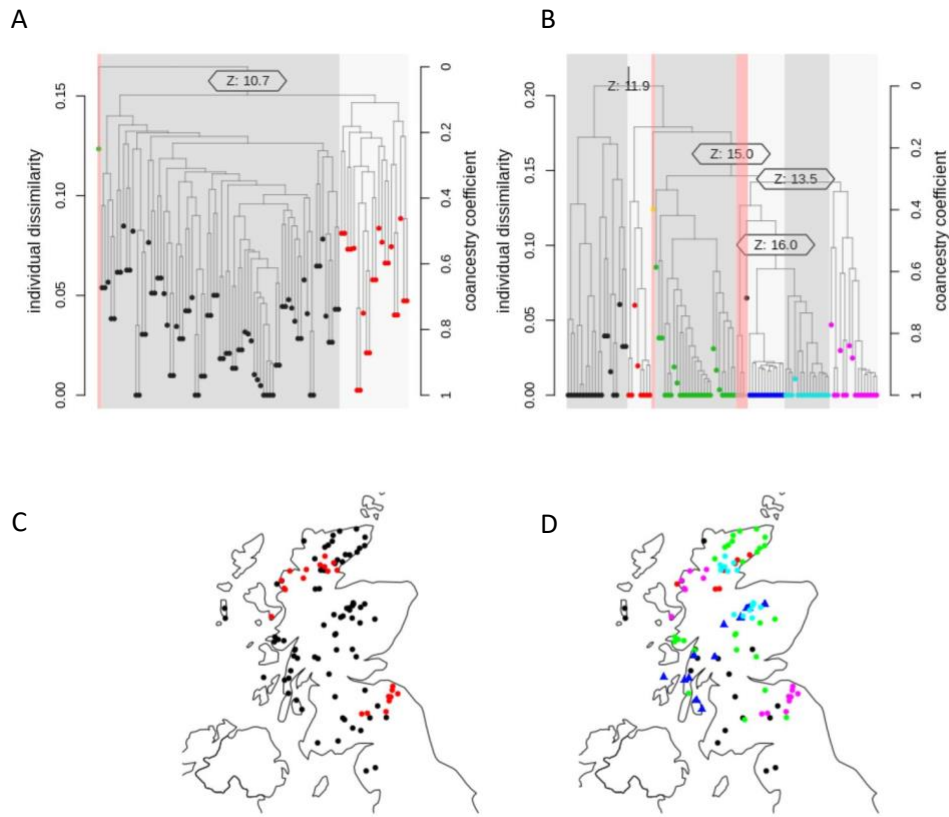 A
B
individual dissimilarity
0.00
0.05
0.10
0.15
Z: 10.7
0
0.2
0.4
0.6
0.8
1
coancestry coefficient
individual dissimilarity
0.00
0.05
0.10
0.15
0.20
Z: 11.9
Z: 15.0
Z: 13.5
Z: 16.0
0
0.2
0.4
0.6
0.8
1
coancestry coefficient
C
D